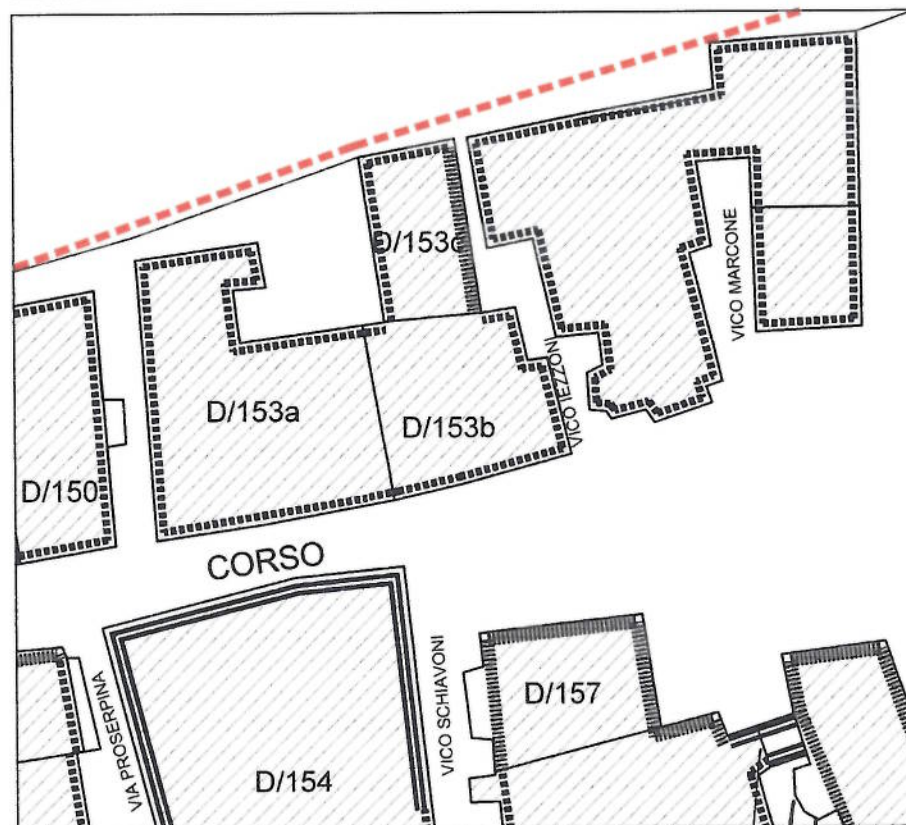 D/153c
VICO MARCONE
D/153a
D/153b
VICO IEZZONI
D/150
CORSO
VIA PROSERPINA
VICO SCHIAVONI
D/157
D/154